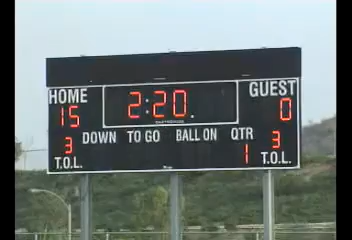 HOME 2:20. GUEST
15 0
3 DOWN TO GO BALL ON QTR 3
T.O.L. 1 T.O.L.